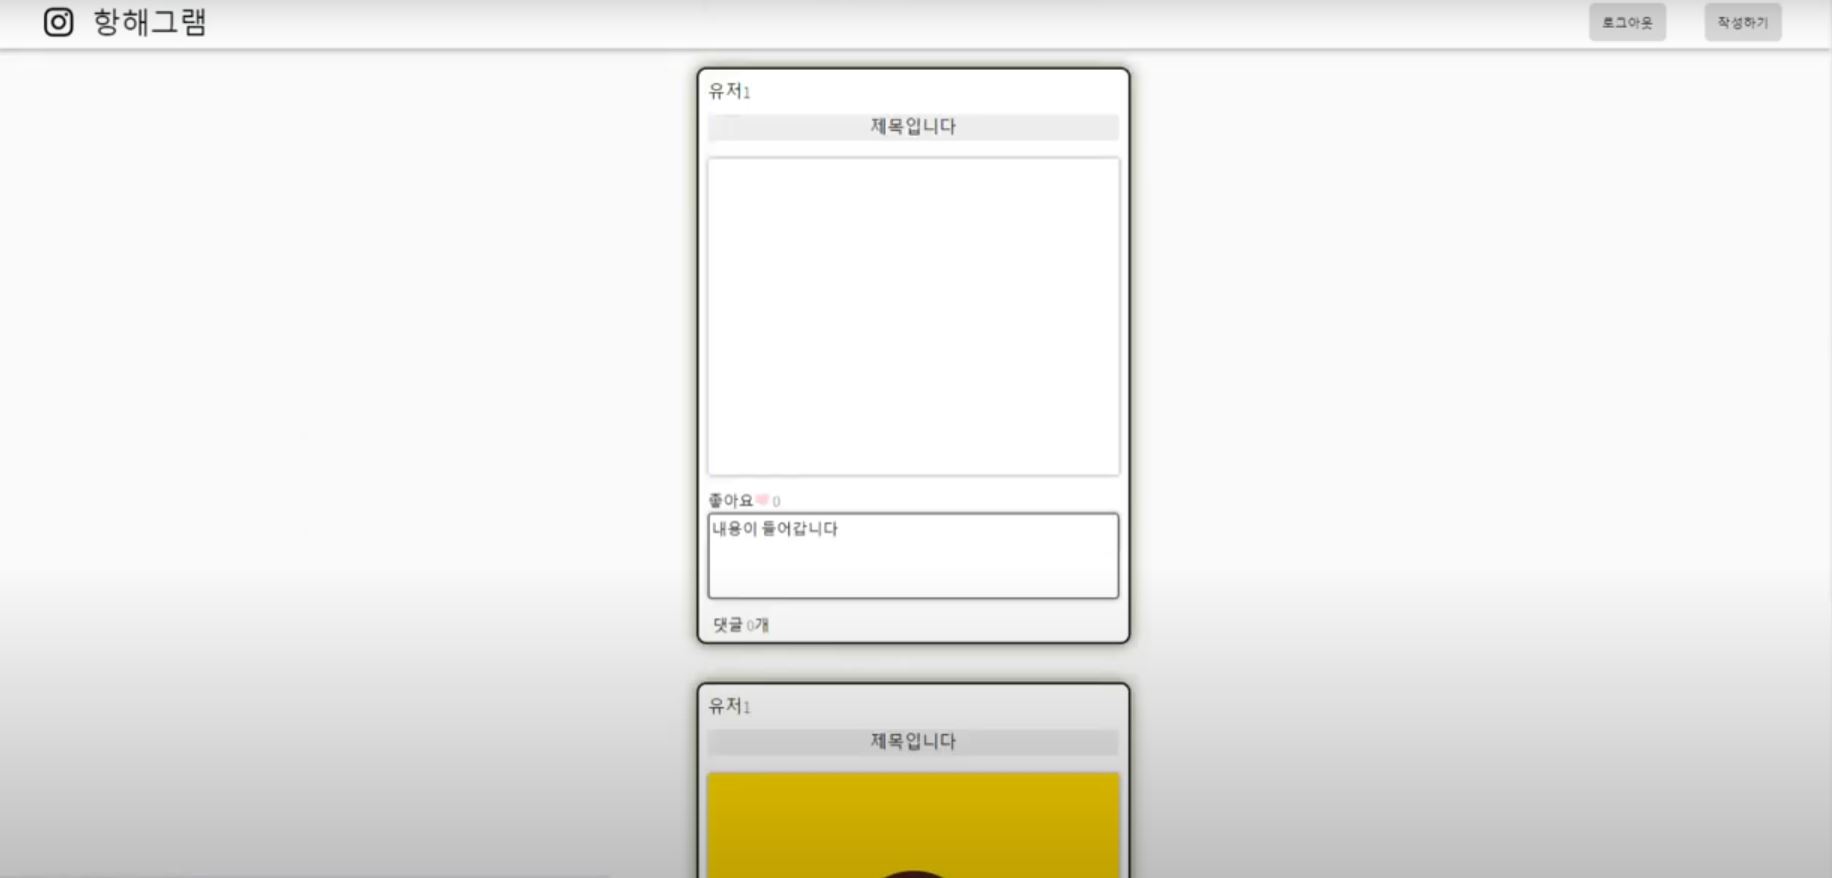 항해그램
로그아웃
작성하기
유저1
제목입니다
좋아요 0
내용이 들어갑니다
댓글 0개
유저1
제목입니다